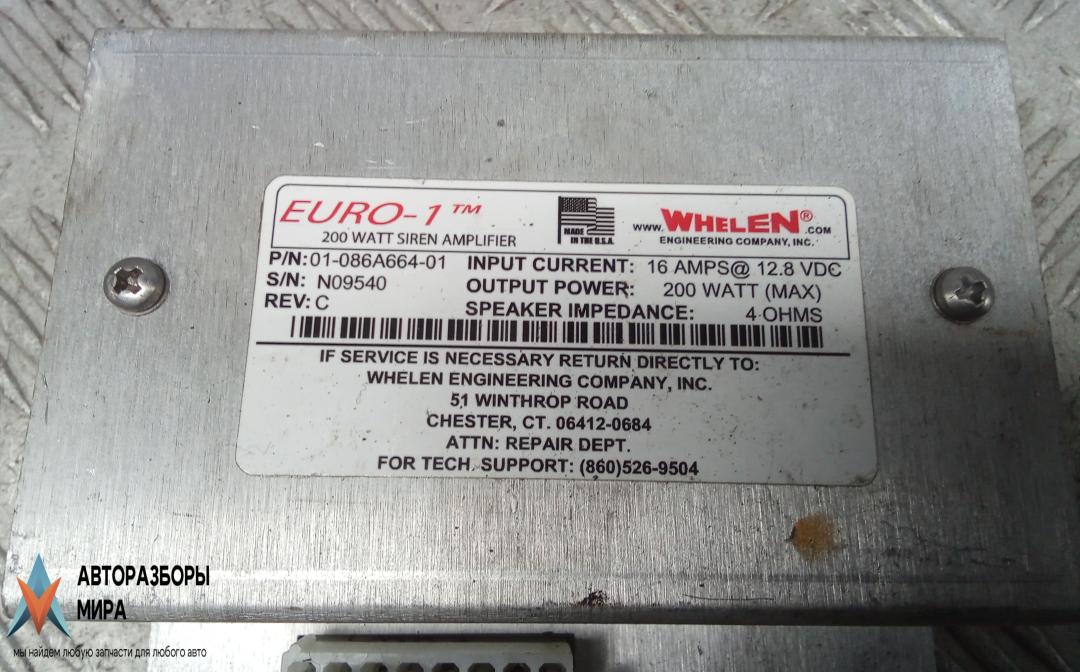 EURO-1™
200 WATT SIREN AMPLIFIER
MADE
IN THE U.S.A.
WWW. WHELEN® .COM
ENGINEERING COMPANY, INC.
P/N: 01-086A664-01 INPUT CURRENT: 16 AMPS@ 12.8 VDC
S/N: N09540 OUTPUT POWER: 200 WATT (MAX)
REV: C SPEAKER IMPEDANCE: 4 OHMS
IF SERVICE IS NECESSARY RETURN DIRECTLY TO:
WHELEN ENGINEERING COMPANY, INC.
51 WINTHROP ROAD
CHESTER, CT. 06412-0684
ATTN: REPAIR DEPT.
FOR TECH. SUPPORT: (860)526-9504
АВТОРАЗБОРЫ
МИРА
мы найдем любую запчасти для любого авто